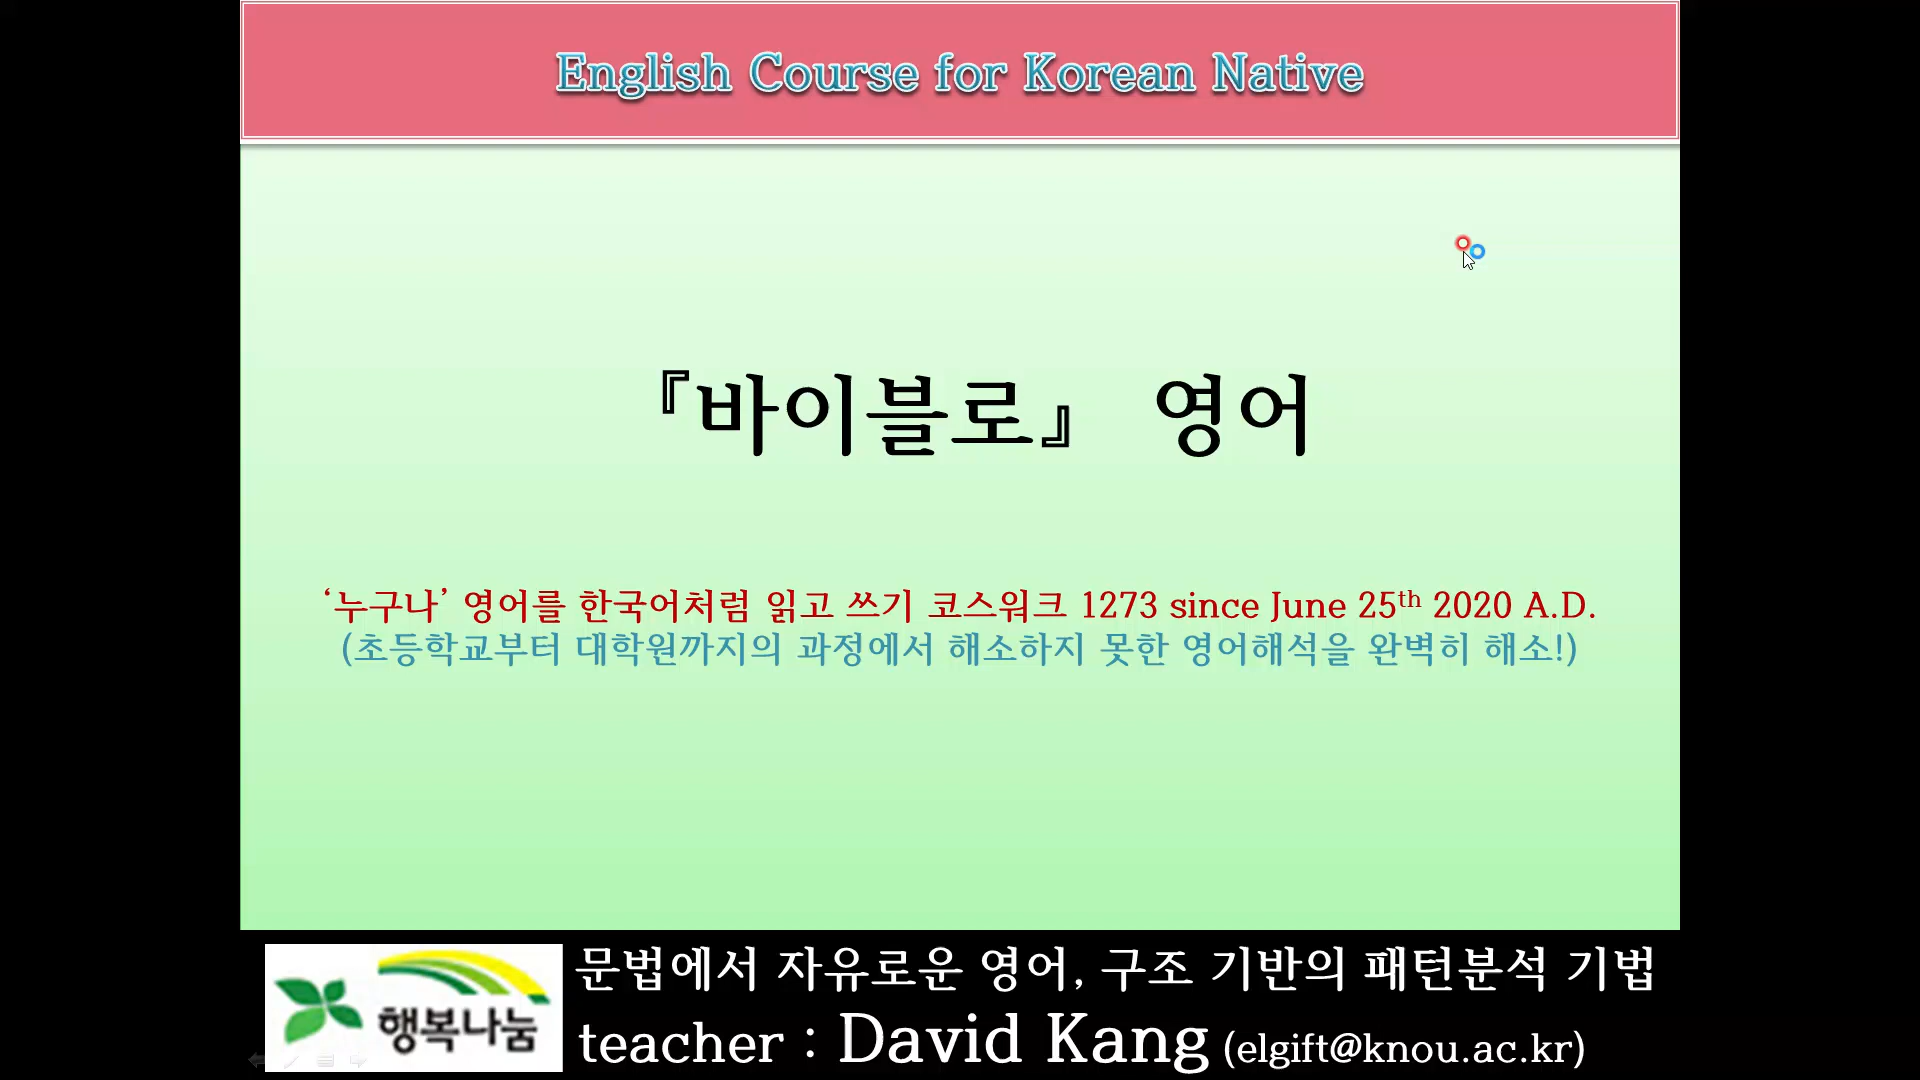 English Course for Korean Native
『바이블로』 영어
‘누구나’ 영어를 한국어처럼 읽고 쓰기 코스워크 1273 since June 25th 2020 A.D.
(초등학교부터 대학원까지의 과정에서 해소하지 못한 영어해석을 완벽히 해소!)
행복나눔
문법에서 자유로운 영어, 구조 기반의 패턴분석 기법
teacher : David Kang (elgift@knou.ac.kr)